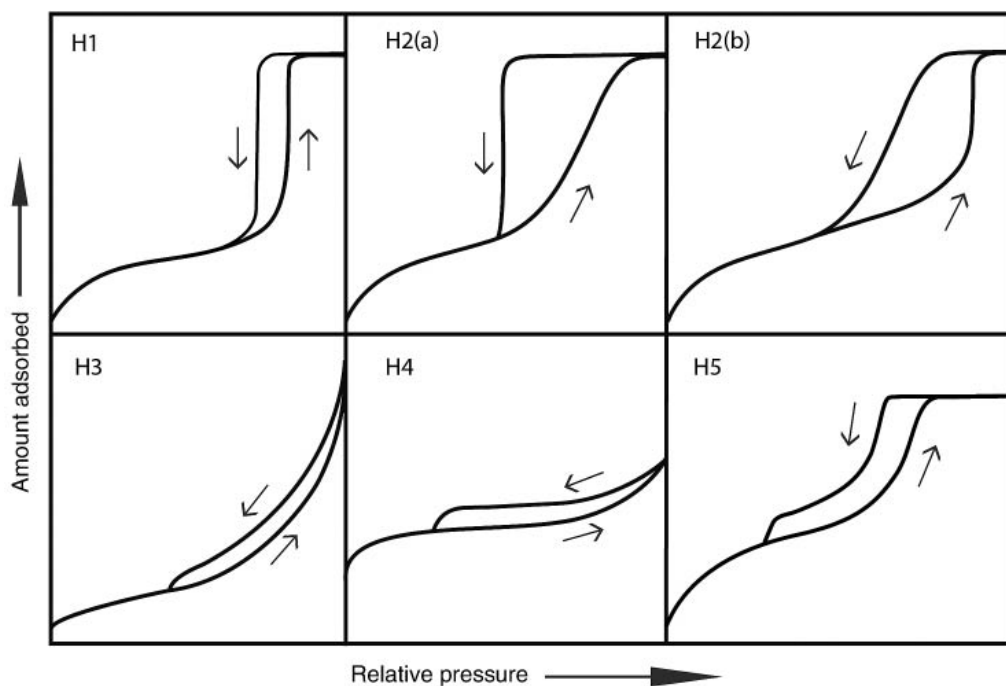 H1
H2(a)
H2(b)
H3
H4
H5
Amount adsorbed
Relative pressure